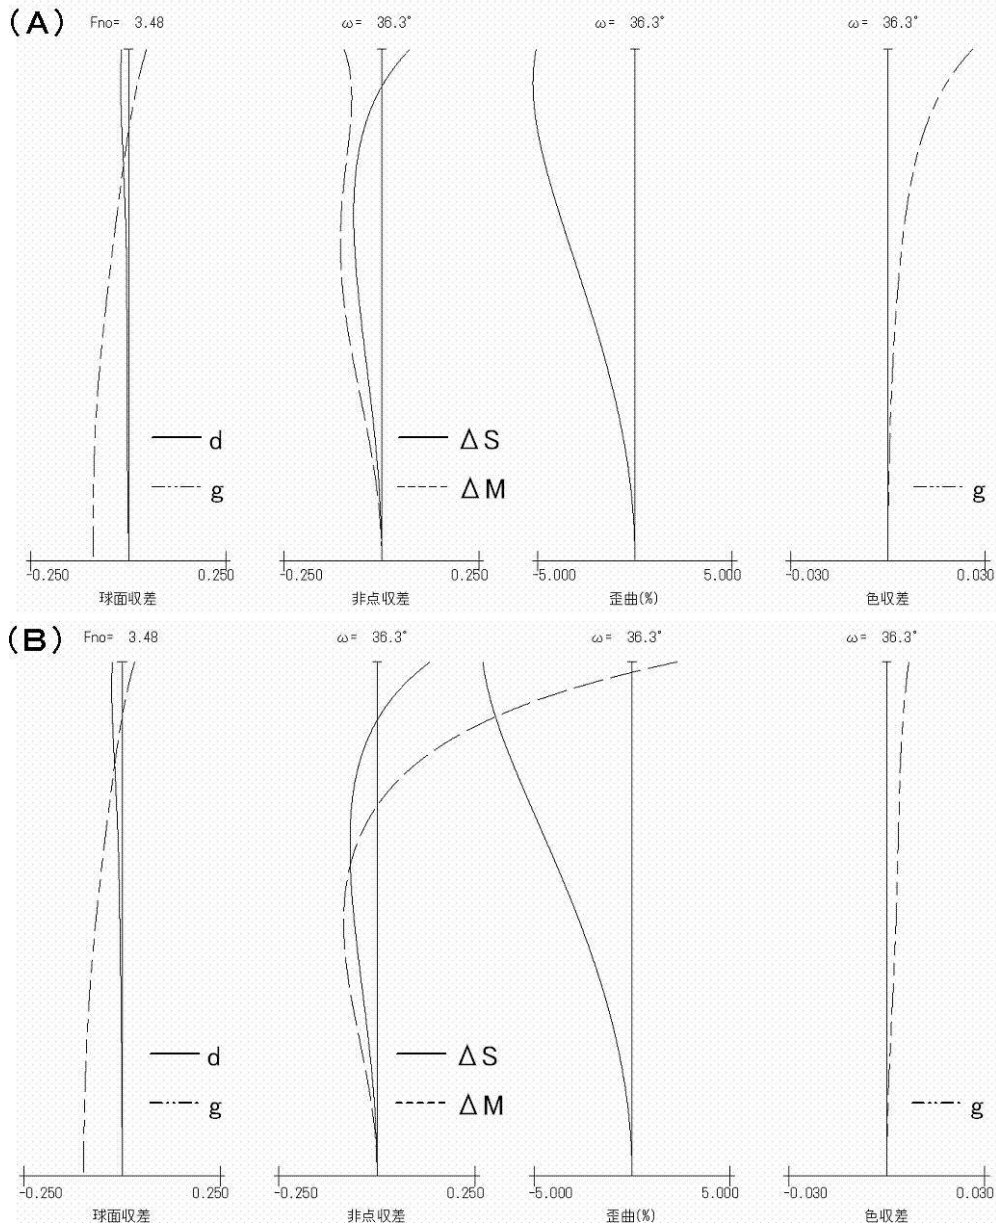 (A)
Fno= 3.48
ω= 36.3°
ω= 36.3°
ω= 36.3°
d
g
ΔS
ΔM
g
-0.250
0.250
-0.250
0.250
-5.000
5.000
-0.030
0.030
球面収差
非点収差
歪曲(%)
色収差
(B)
Fno= 3.48
ω= 36.3°
ω= 36.3°
ω= 36.3°
d
g
ΔS
ΔM
g
-0.250
0.250
-0.250
0.250
-5.000
5.000
-0.030
0.030
球面収差
非点収差
歪曲(%)
色収差